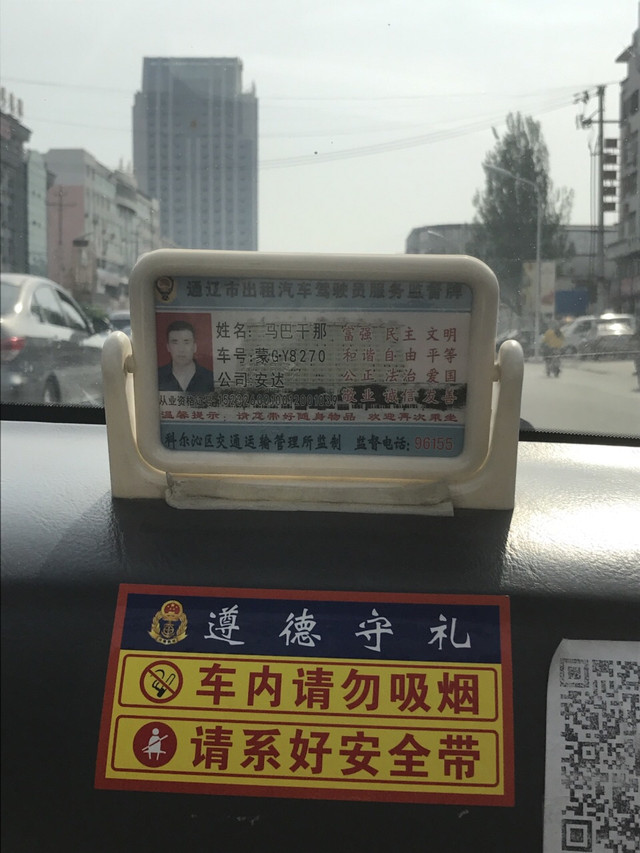 通辽市出租汽车驾驶员服务监督牌
姓名: 马巴干那 富强 民主 文明
车号:蒙GY8270 和谐 自由 平等
公司 安达 公正 法治 爱国
从业资格 敬业 诚信 友善
温馨提示:请您带好随身物品 欢迎再次乘坐
科尔沁区交通运输管理所监制 监督电话:96155
遵德守礼
车内请勿吸烟
请系好安全带